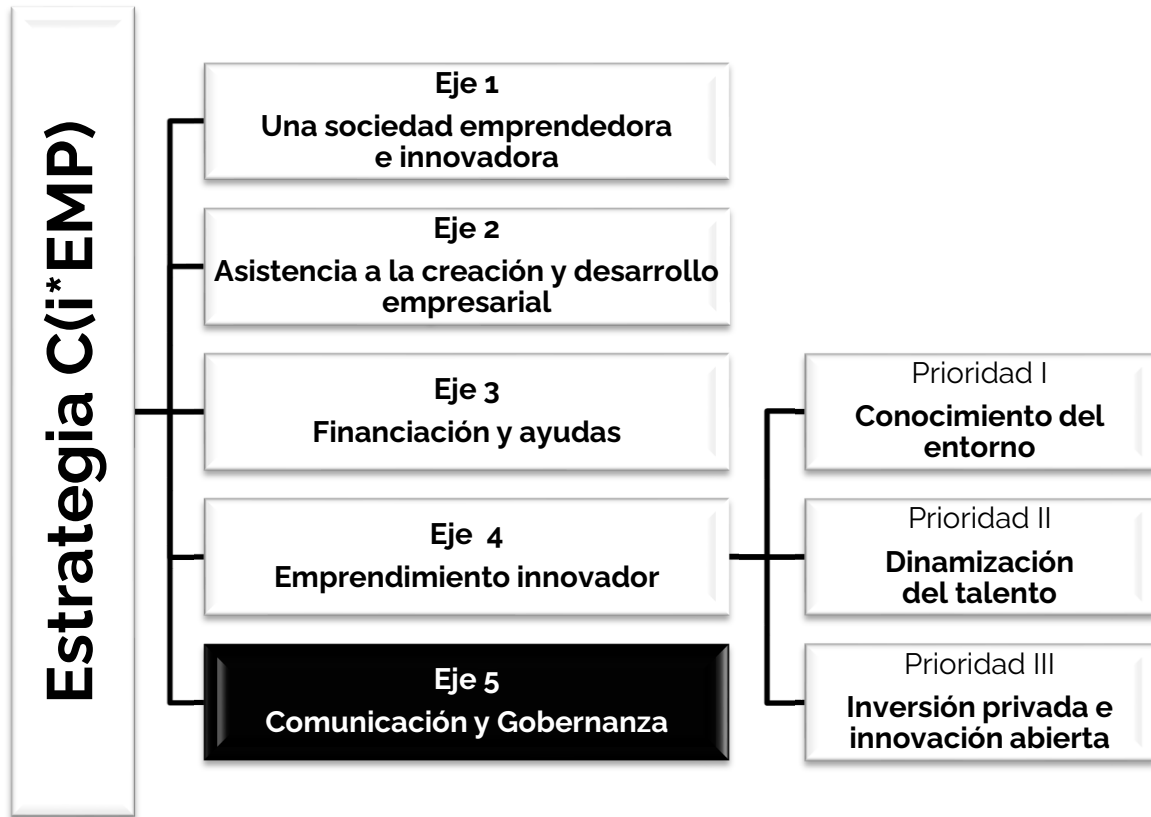 Estrategia C(i*EMP)
Eje 1
Una sociedad emprendedora
e innovadora
Eje 2
Asistencia a la creación y desarrollo
empresarial
Eje 3
Financiación y ayudas
Eje 4
Emprendimiento innovador
Eje 5
Comunicación y Gobernanza
Prioridad I
Conocimiento del
entorno
Prioridad II
Dinamización
del talento
Prioridad III
Inversión privada e
innovación abierta